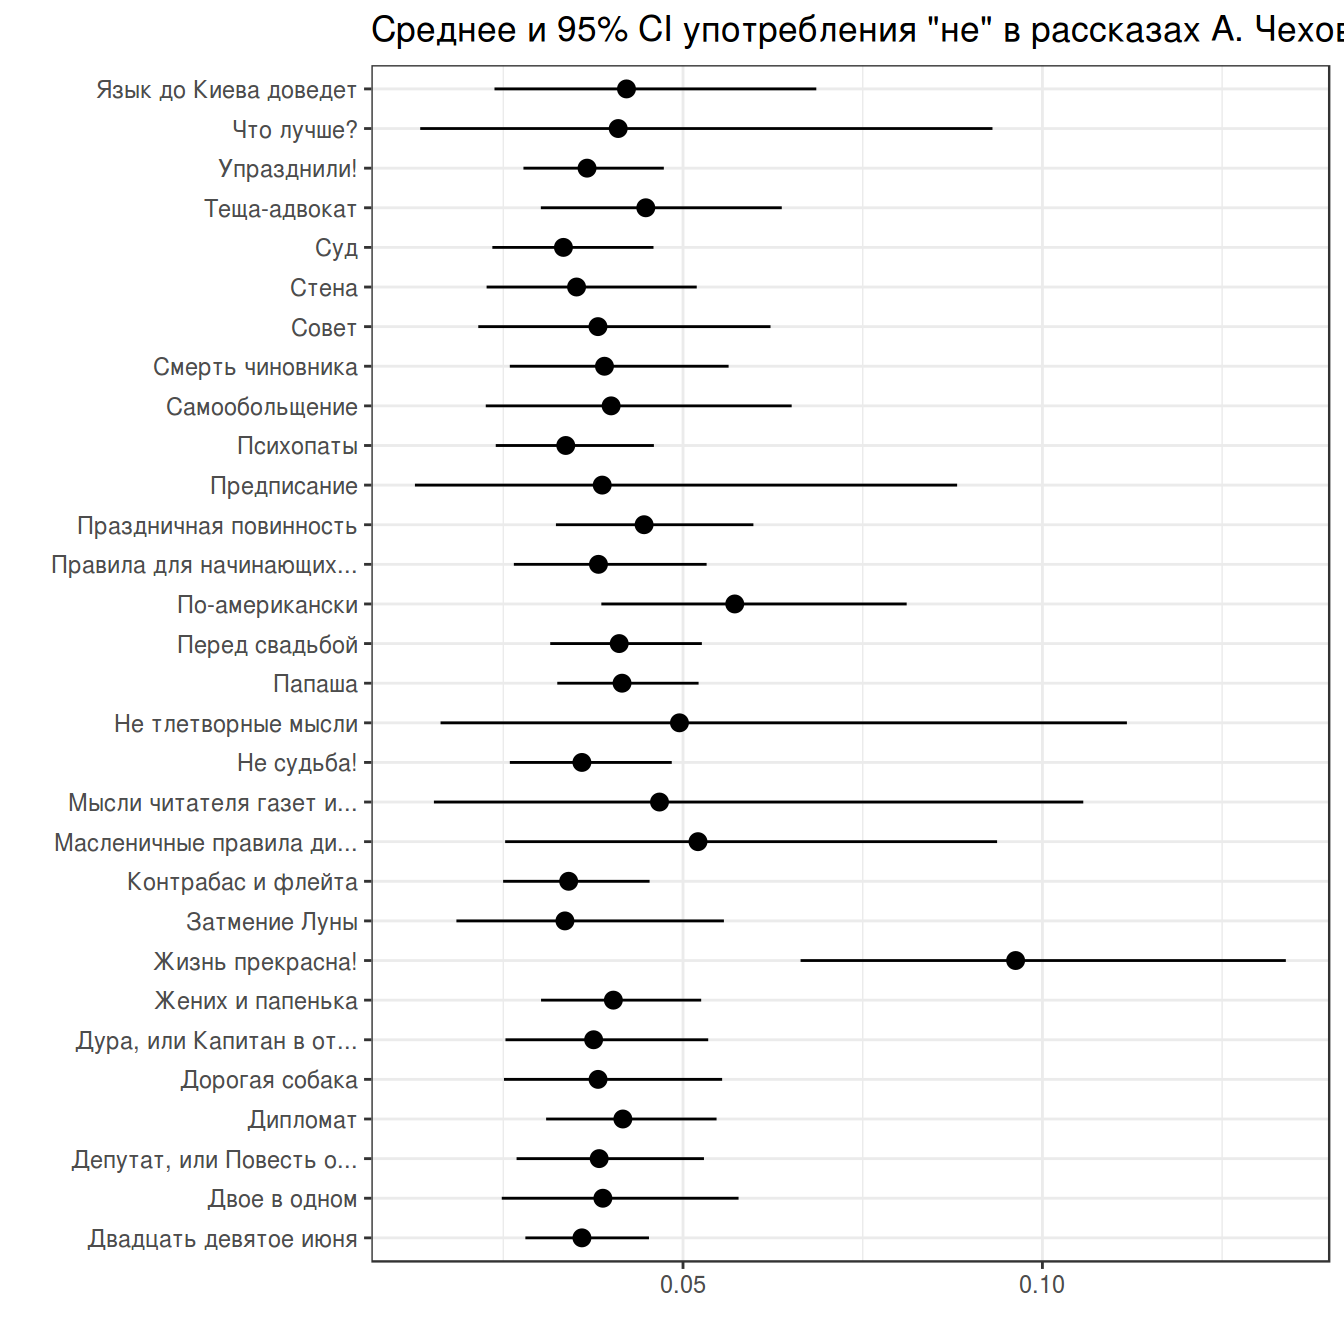 Среднее и 95% CI употребления "не" в рассказах А. Чехов
Язык до Киева доведет
Что лучше?
Упразднили!
Теща-адвокат
Суд
Стена
Совет
Смерть чиновника
Самообольщение
Психопаты
Предписание
Праздничная повинность
Правила для начинающих...
По-американски
Перед свадьбой
Папаша
Не тлетворные мысли
Не судьба!
Мысли читателя газет и...
Масленичные правила ди...
Контрабас и флейта
Затмение Луны
Жизнь прекрасна!
Жених и папенька
Дура, или Капитан в от...
Дорогая собака
Дипломат
Депутат, или Повесть о...
Двое в одном
Двадцать девятое июня
0.05 0.10